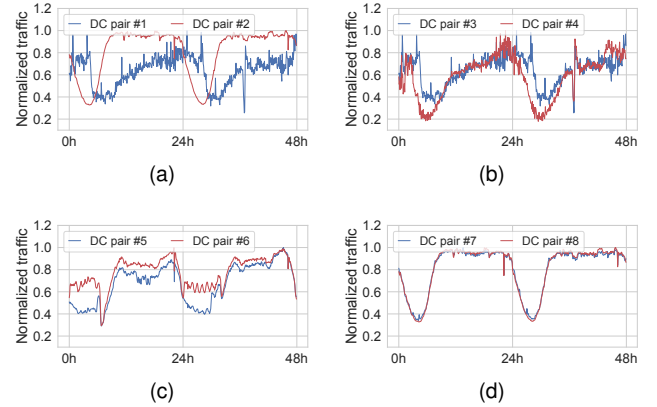 DC pair #1 DC pair #2
Normalized traffic
1.2
1.0
0.8
0.6
0.4
0h 24h 48h
(a)
DC pair #3 DC pair #4
Normalized traffic
1.2
1.0
0.8
0.6
0.4
0.2
0h 24h 48h
(b)
DC pair #5 DC pair #6
Normalized traffic
1.2
1.0
0.8
0.6
0.4
0.2
0h 24h 48h
(c)
DC pair #7 DC pair #8
Normalized traffic
1.2
1.0
0.8
0.6
0.4
0.2
0h 24h 48h
(d)